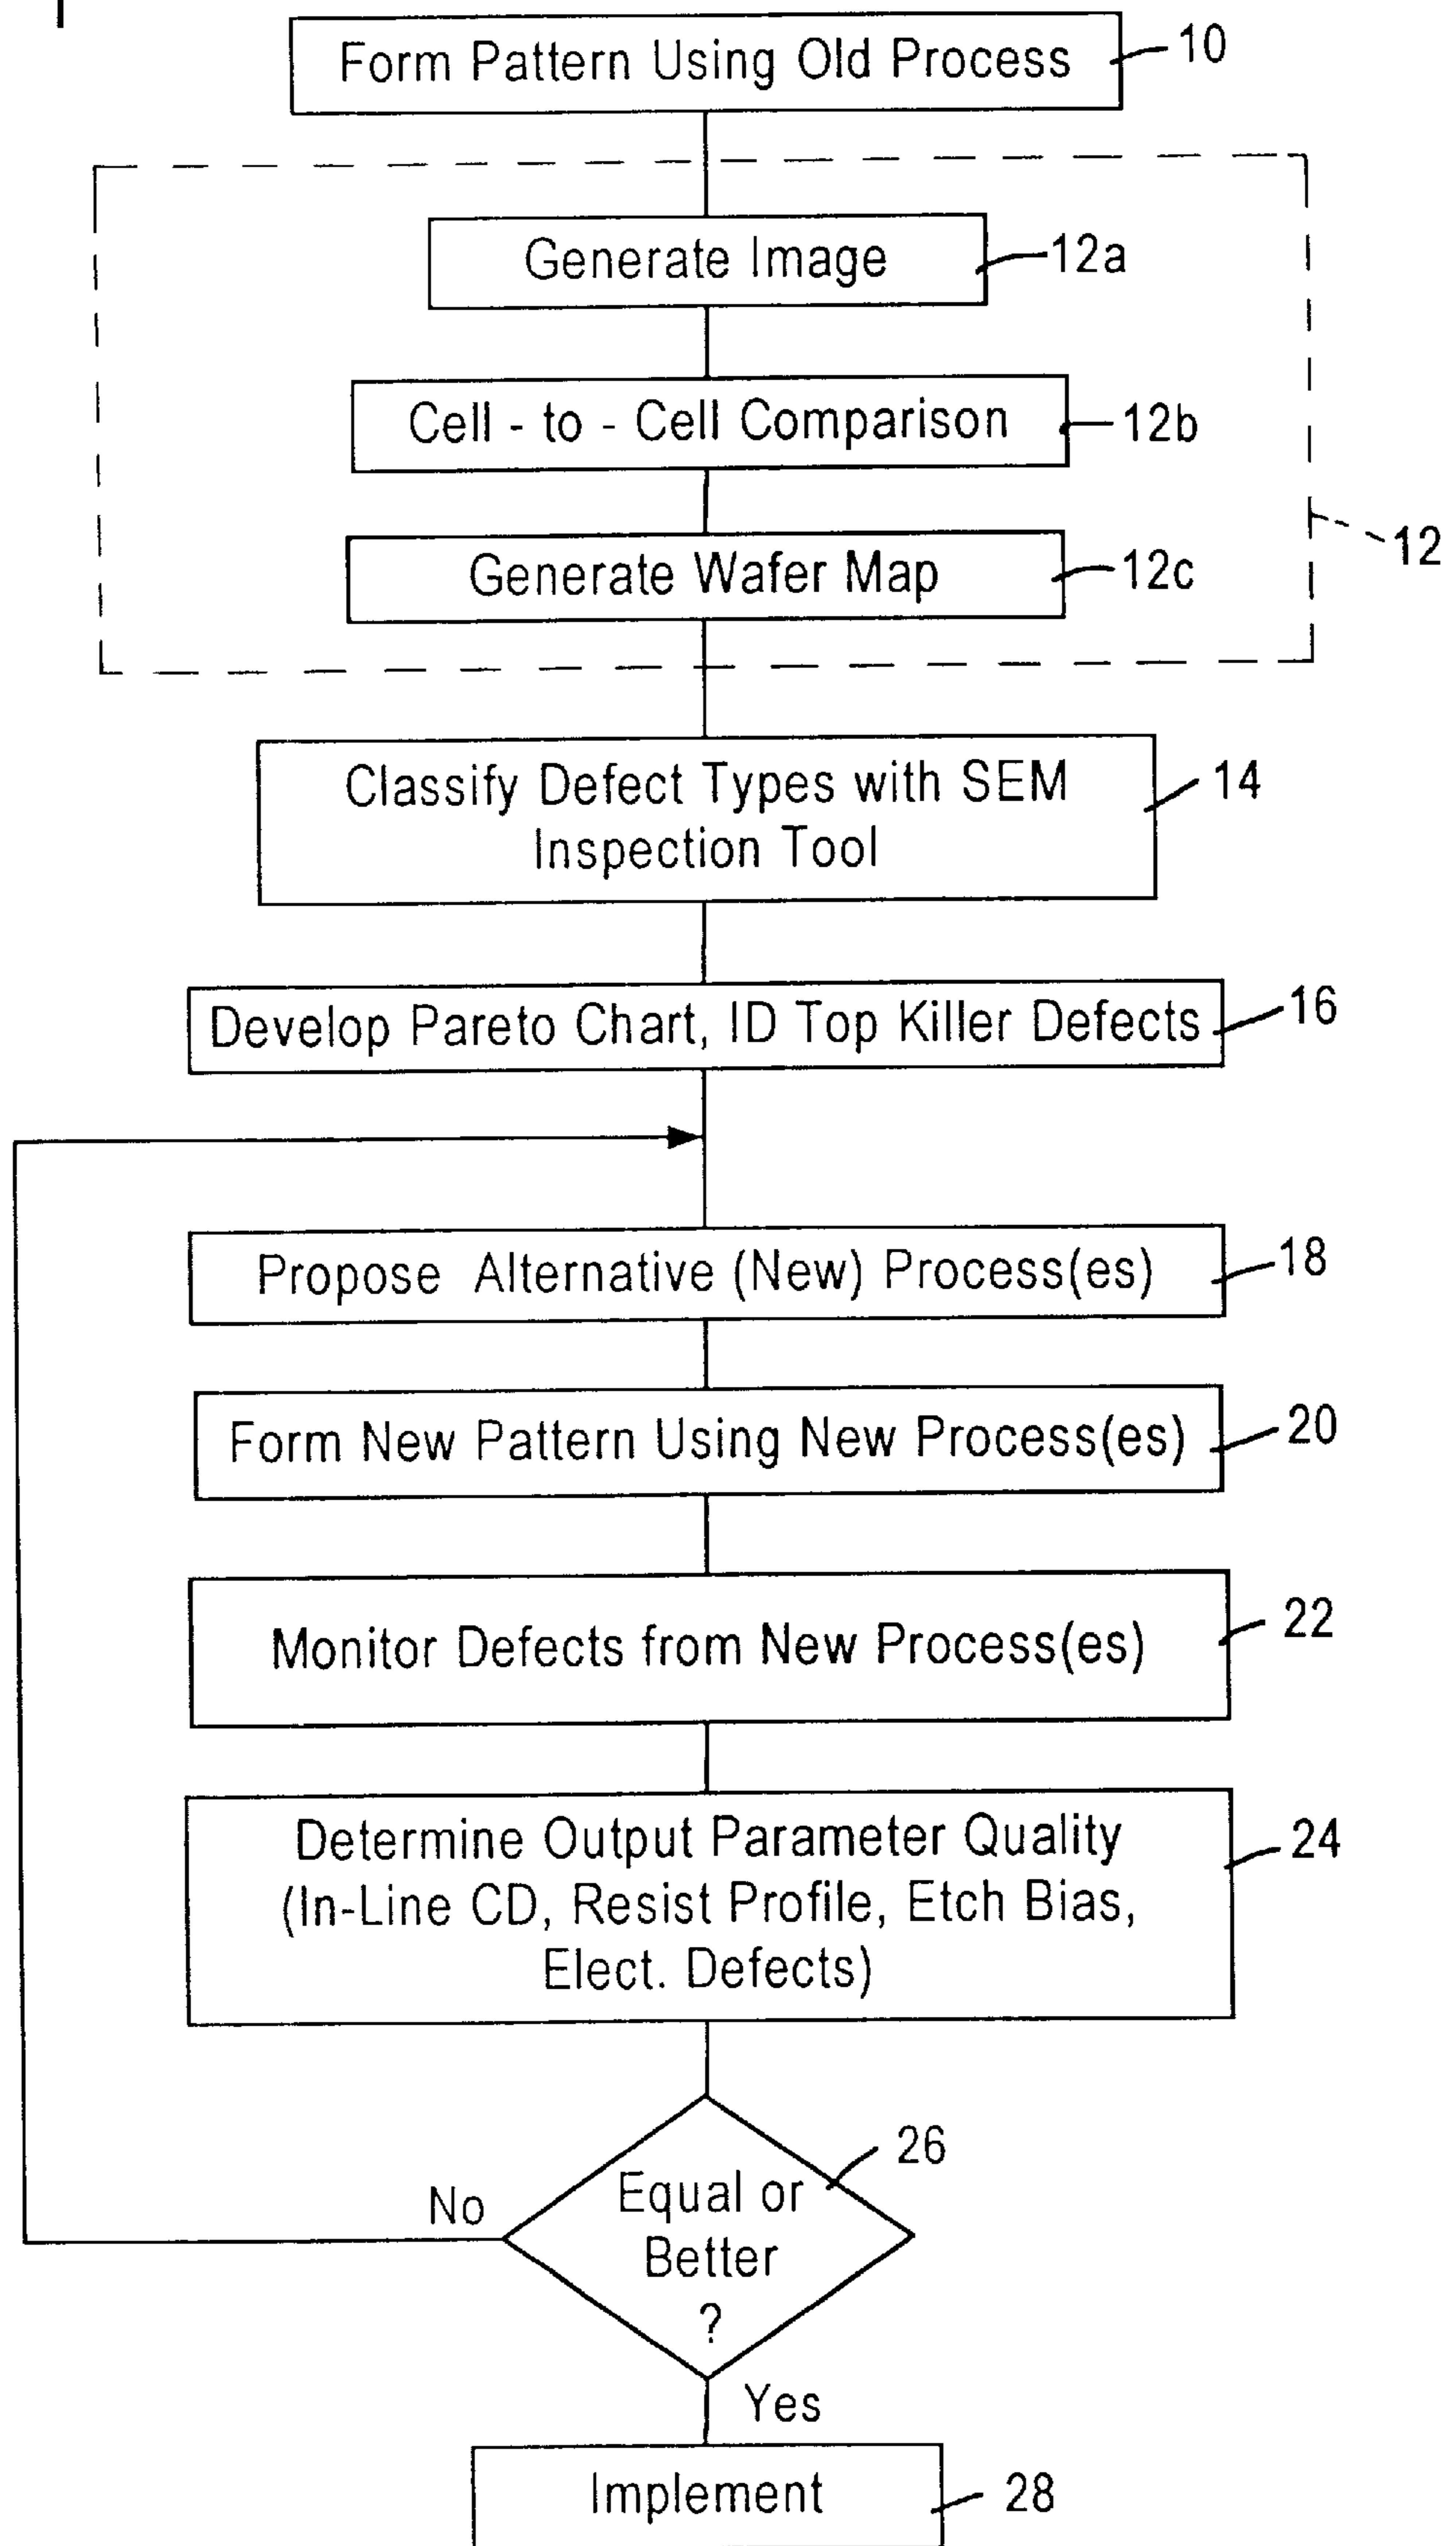 Form Pattern Using Old Process
10
Generate Image
12a
Cell - to - Cell Comparison
12b
12
Generate Wafer Map
12c
Classify Defect Types with SEM
Inspection Tool
14
Develop Pareto Chart, ID Top Killer Defects
16
Propose Alternative (New) Process(es)
18
Form New Pattern Using New Process(es)
20
Monitor Defects from New Process(es)
22
Determine Output Parameter Quality
(In-Line CD, Resist Profile, Etch Bias,
Elect. Defects)
24
26
No
Equal or
Better
?
Yes
Implement
28